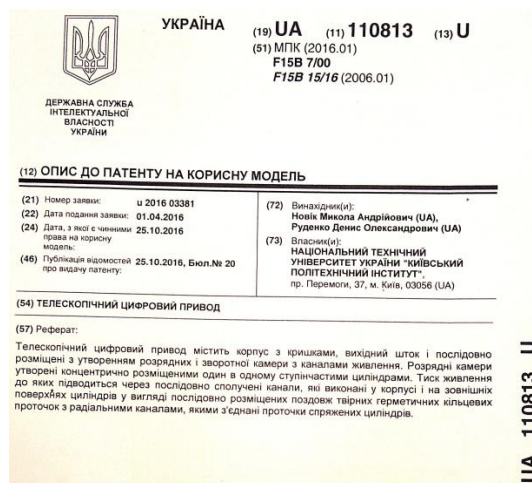 УКРАЇНА
(19) UA (11) 110813 (13) U
(51) МПК (2016.01)
F15B 7/00
F15B 15/16 (2006.01)
ДЕРЖАВНА СЛУЖБА
ІНТЕЛЕКТУАЛЬНОЇ
ВЛАСНОСТІ
УКРАЇНИ
(12) ОПИС ДО ПАТЕНТУ НА КОРИСНУ МОДЕЛЬ
(21) Номер заявки: u 2016 03381
(22) Дата подання заявки: 01.04.2016
(24) Дата, з якої є чинними 25.10.2016
права на корисну
модель:
(46) Публікація відомостей 25.10.2016, Бюл.№ 20
про видачу патенту:
(72) Винахідник(и):
Новік Микола Андрійович (UA),
Руденко Денис Олександрович (UA)
(73) Власник(и):
НАЦІОНАЛЬНИЙ ТЕХНІЧНИЙ
УНІВЕРСИТЕТ УКРАЇНИ "КИЇВСЬКИЙ
ПОЛІТЕХНІЧНИЙ ІНСТИТУТ",
пр. Перемоги, 37, м. Київ, 03056 (UA)
(54) ТЕЛЕСКОПІЧНИЙ ЦИФРОВИЙ ПРИВОД
(57) Реферат:
Телескопічний цифровий привод містить корпус з кришками, вихідний шток і послідовно
розміщені з утворенням розрядних і зворотної камери з каналами живлення. Розрядні камери
утворені концентрично розміщеними один в одному ступінчастими циліндрами. Тиск живлення
до яких підводиться через послідовно сполучені канали, які виконані у корпусі і на зовнішніх
поверхнях циліндрів у вигляді послідовно розміщених поздовж твірних герметичних кільцевих
проточок з радіальними каналами, якими з'єднані проточки спряжених циліндрів.
UA 110813 U